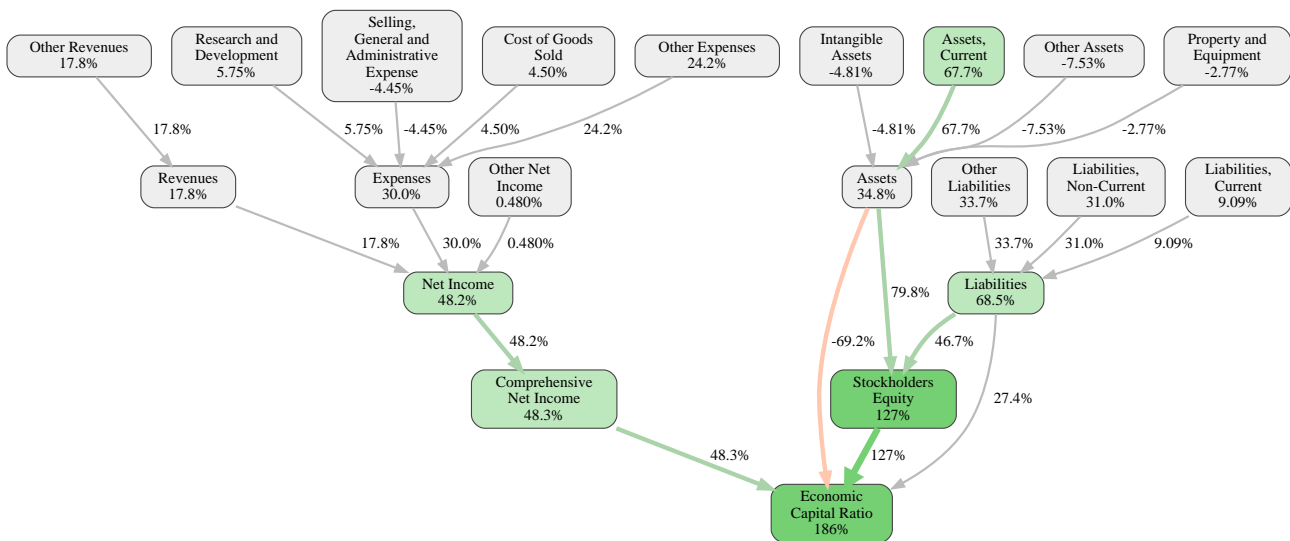 Other Revenues
17.8%
Research and
Development
5.75%
Selling,
General and
Administrative
Expense
-4.45%
Cost of Goods
Sold
4.50%
Other Expenses
24.2%
Intangible
Assets
-4.81%
Assets,
Current
67.7%
Other Assets
-7.53%
Property and
Equipment
-2.77%
17.8%
5.75%
-4.45%
4.50%
24.2%
-4.81%
67.7%
-7.53%
-2.77%
Revenues
17.8%
Expenses
30.0%
Other Net
Income
0.480%
Assets
34.8%
Other
Liabilities
33.7%
Liabilities,
Non-Current
31.0%
Liabilities,
Current
9.09%
17.8%
30.0%
0.480%
33.7%
31.0%
9.09%
Net Income
48.2%
79.8%
Liabilities
68.5%
48.2%
-69.2%
46.7%
Comprehensive
Net Income
48.3%
Stockholders
Equity
127%
27.4%
48.3%
127%
Economic
Capital Ratio
186%